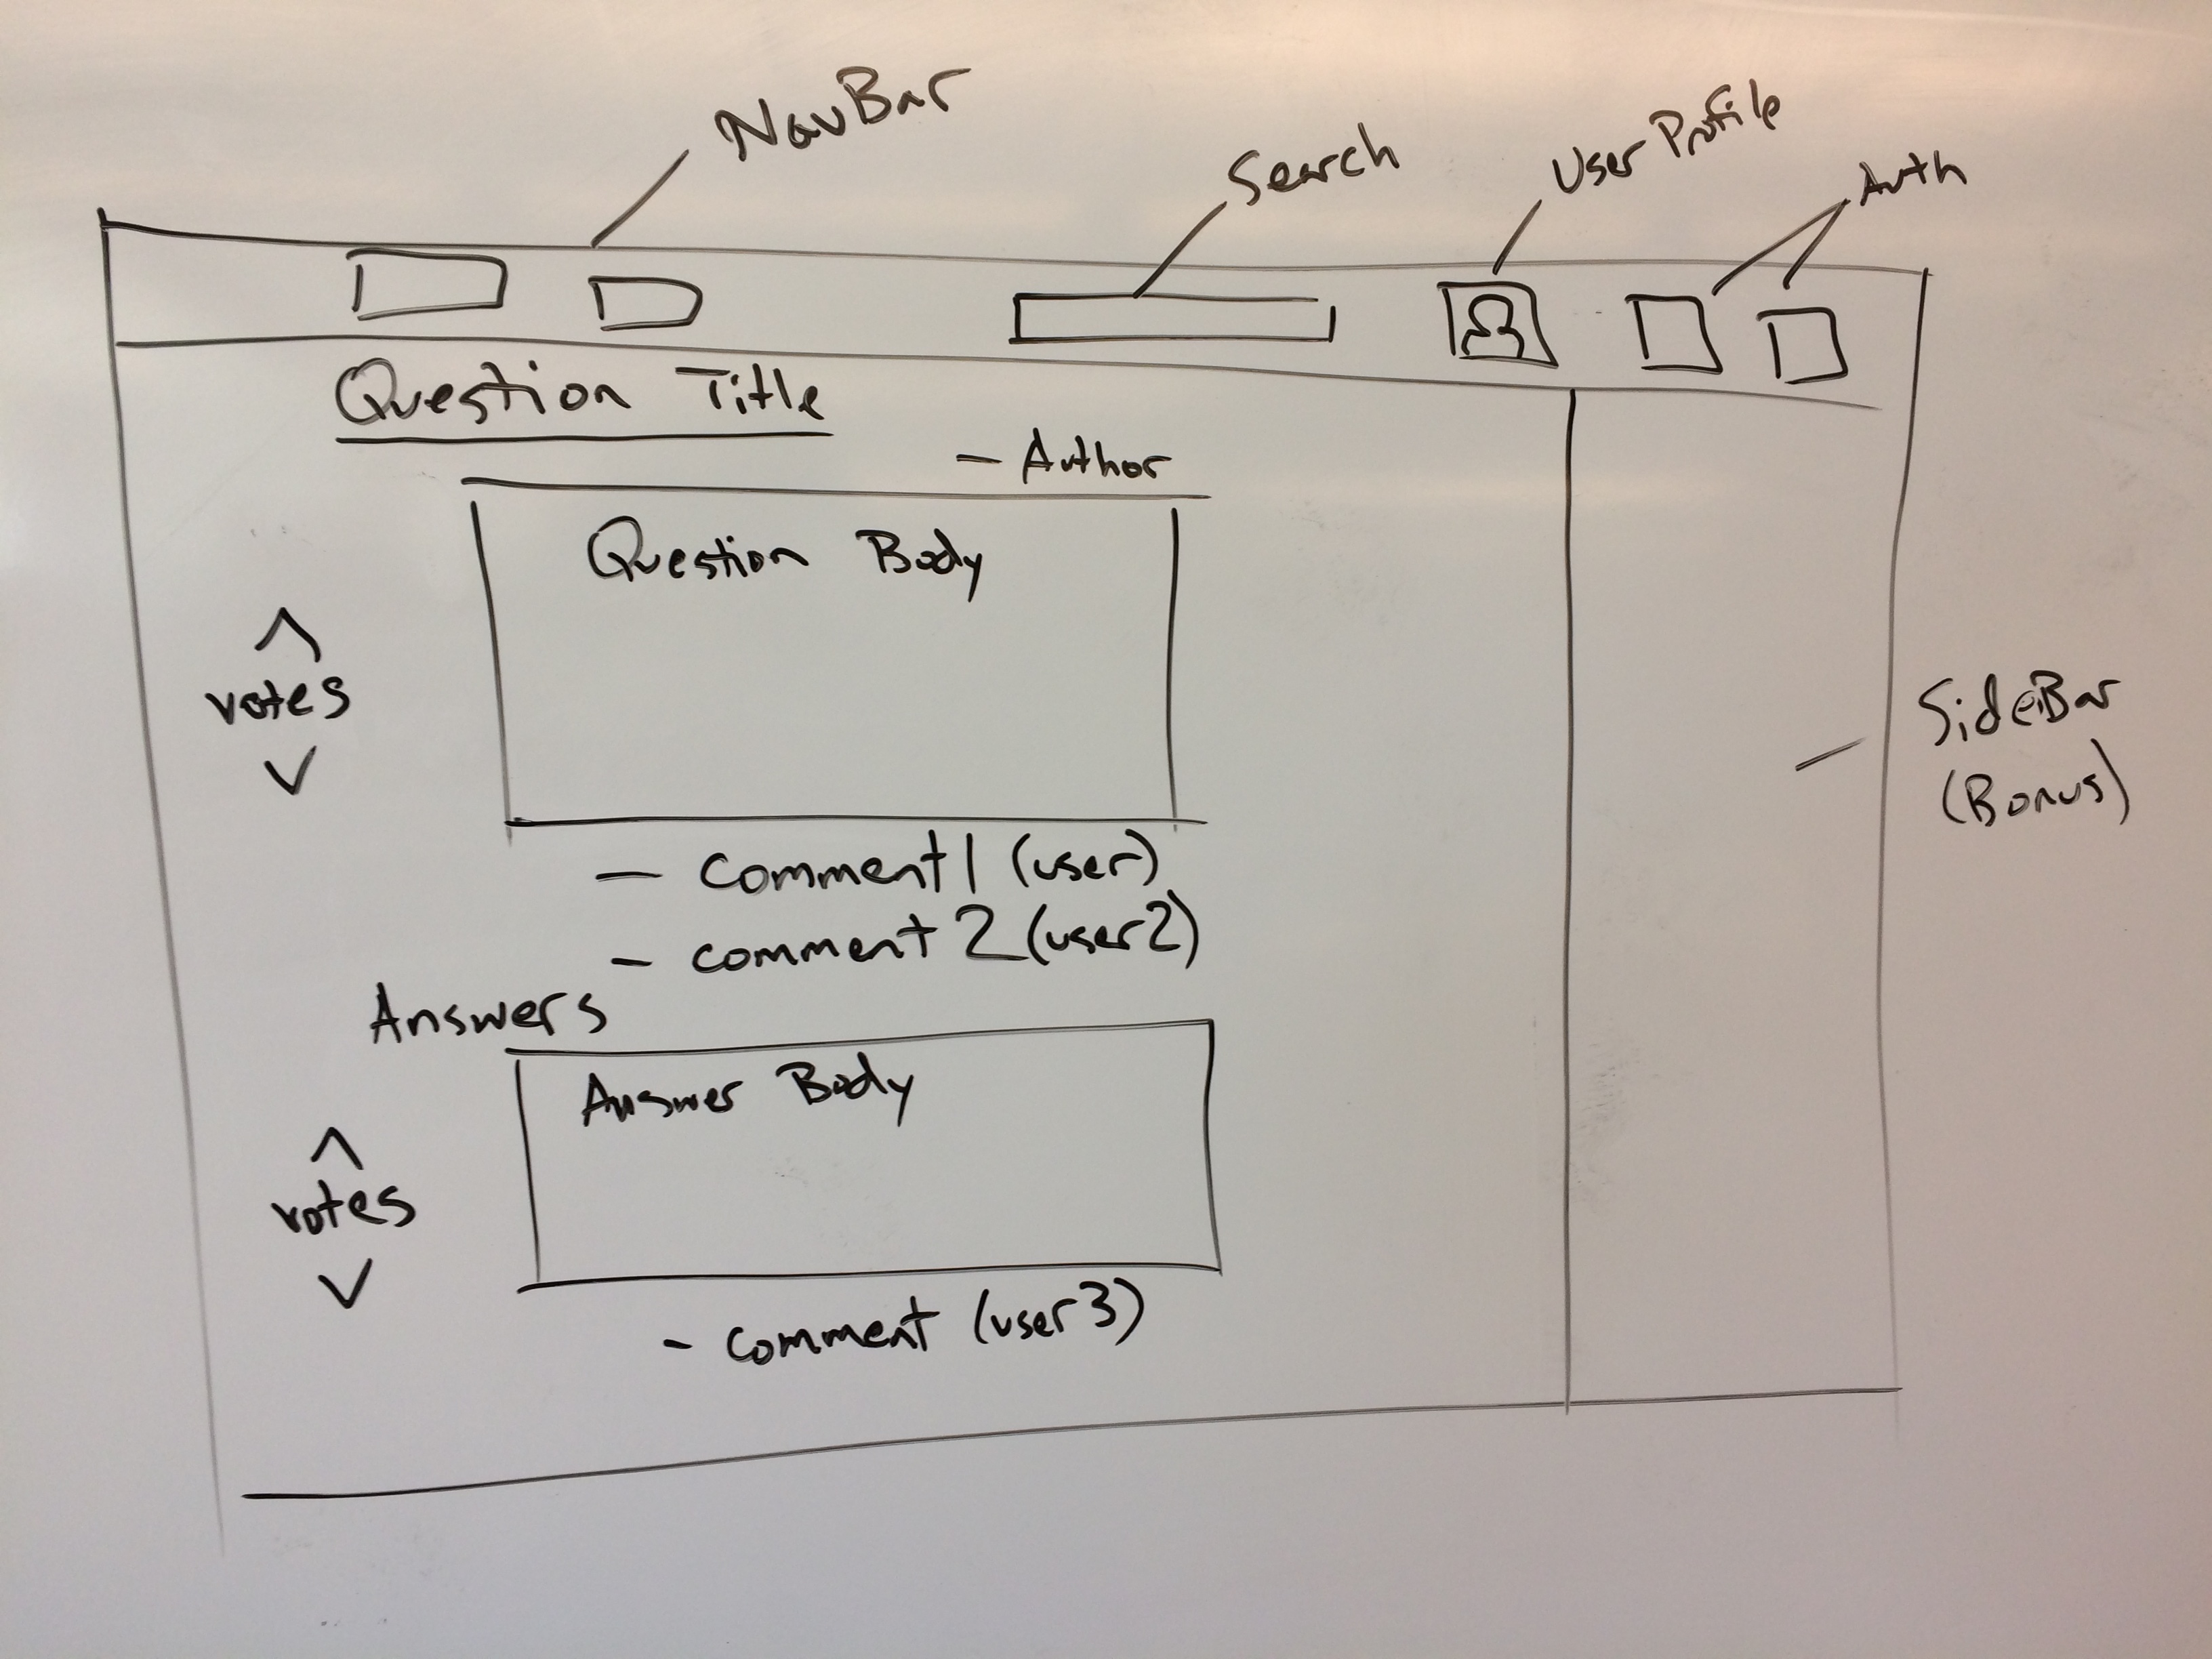 NavBar
Search
User Profile
Auth
Question Title
- Author
Question Body
^
votes
v
SideBar
(Bonus)
- comment 1 (user)
- comment 2 (user2)
Answers
Answer Body
^
votes
v
- comment (user3)